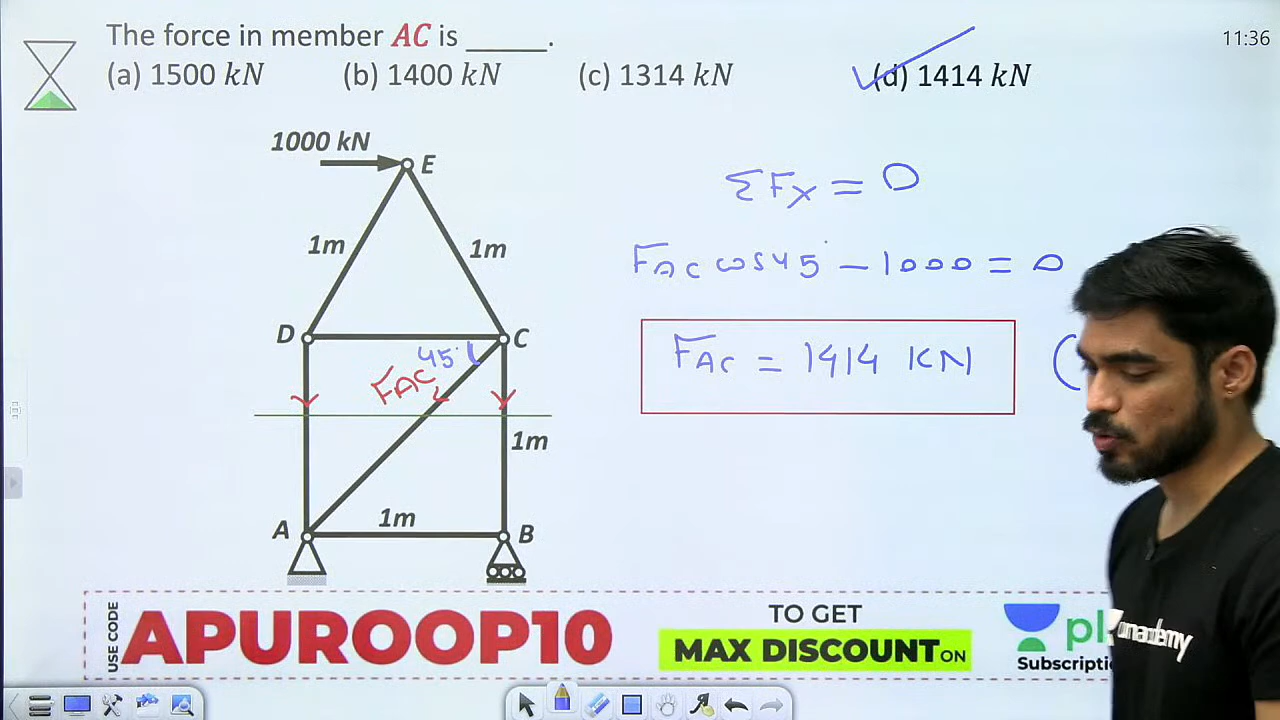 The force in member AC is ______.
11:36
(a) 1500 kN (b) 1400 kN (c) 1314 kN (d) 1414 kN
1000 kN
E
ΣFx = 0
1m 1m
FAC cos45° - 1000 = 0
D C
45°
FAC
FAC = 1414 KN (
1m
A 1m B
USE CODE
APUROOP10
TO GET
MAX DISCOUNT ON
pl
Subscripti
unacademy